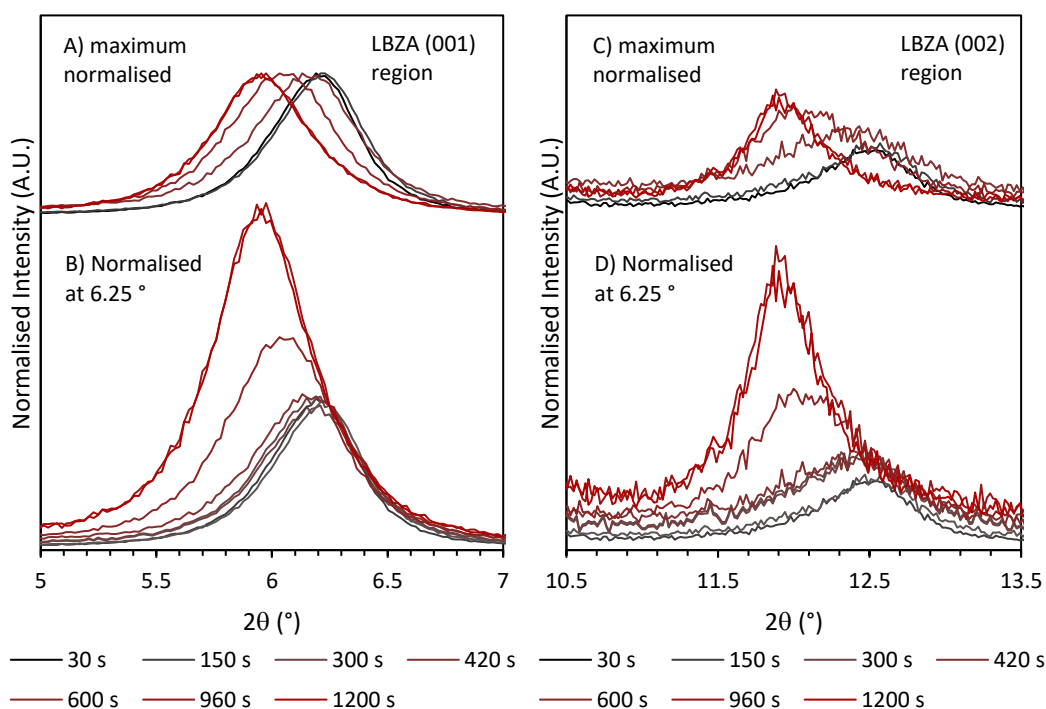 A) maximum
normalised
LBZA (001)
region
B) Normalised
at 6.25 °
Normalised Intensity (A.U.)
5 5.5 6 6.5 7
2θ (°)
C) maximum
normalised
LBZA (002)
region
D) Normalised
at 6.25 °
Normalised Intensity (A.U.)
10.5 11.5 12.5 13.5
2θ (°)
30 s 150 s 300 s 420 s
600 s 960 s 1200 s
30 s 150 s 300 s 420 s
600 s 960 s 1200 s